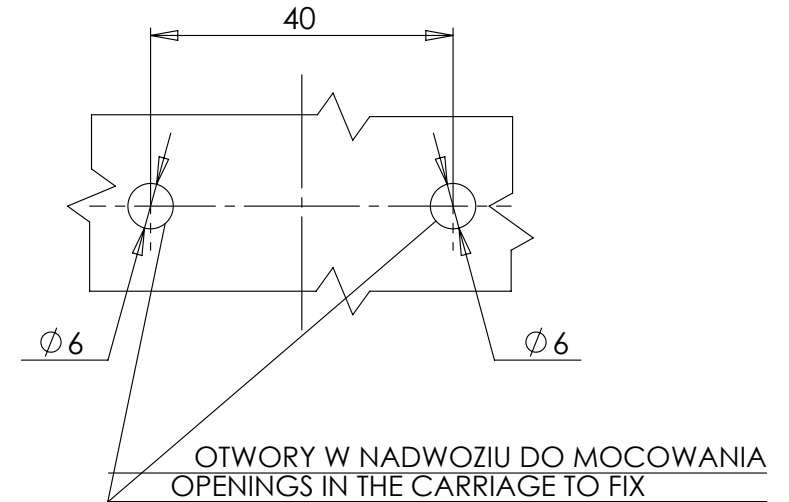 40
⌀6
⌀6
OTWORY W NADWOZIU DO MOCOWANIA
OPENINGS IN THE CARRIAGE TO FIX